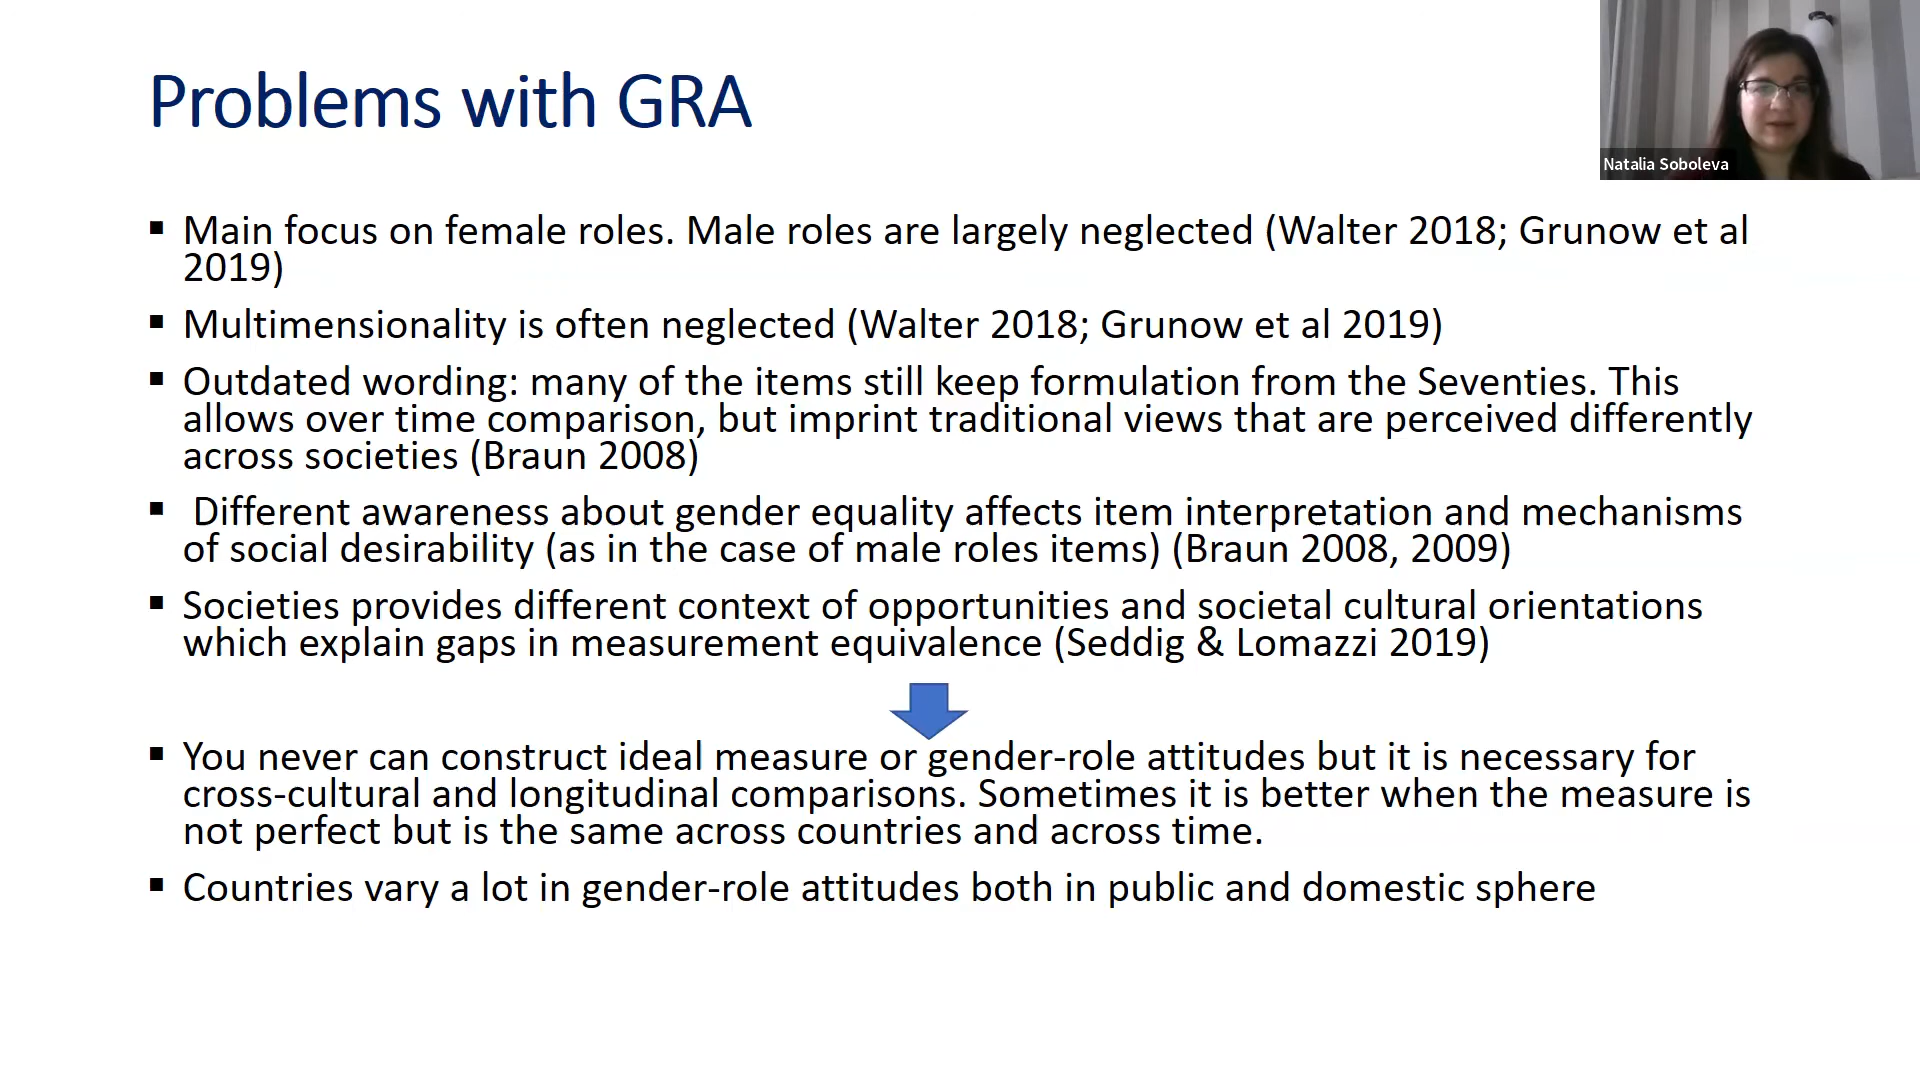 Problems with GRA
Natalia Soboleva
▪ Main focus on female roles. Male roles are largely neglected (Walter 2018; Grunow et al
2019)
▪ Multimensionality is often neglected (Walter 2018; Grunow et al 2019)
▪ Outdated wording: many of the items still keep formulation from the Seventies. This
allows over time comparison, but imprint traditional views that are perceived differently
across societies (Braun 2008)
▪ Different awareness about gender equality affects item interpretation and mechanisms
of social desirability (as in the case of male roles items) (Braun 2008, 2009)
▪ Societies provides different context of opportunities and societal cultural orientations
which explain gaps in measurement equivalence (Seddig & Lomazzi 2019)
▪ You never can construct ideal measure or gender-role attitudes but it is necessary for
cross-cultural and longitudinal comparisons. Sometimes it is better when the measure is
not perfect but is the same across countries and across time.
▪ Countries vary a lot in gender-role attitudes both in public and domestic sphere